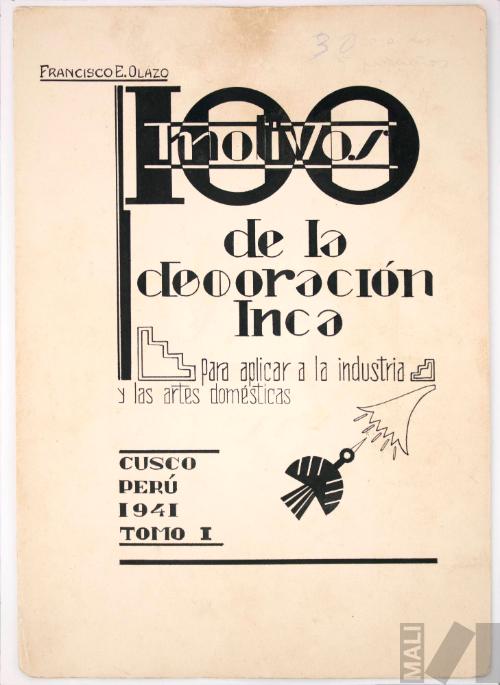 30
FRANCISCO E. OLAZO
100
motivos
de la
decoración
Inca
para aplicar a la industria
y las artes domésticas
CUSCO
PERÚ
1941
TOMO I
MALI